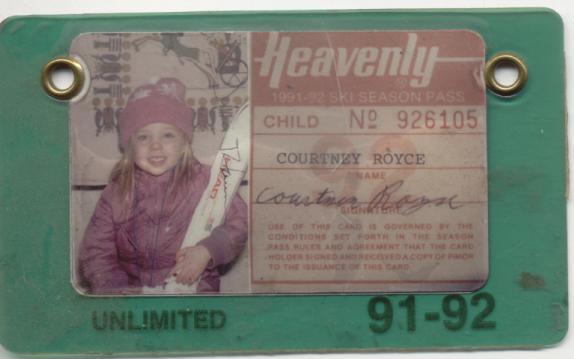 Heavenly®
1991-92 SKI SEASON PASS
CHILD Nº 926105
COURTNEY ROYCE
NAME
Courtney Royce
SIGNATURE
USE OF THIS CARD IS GOVERNED BY THE
CONDITIONS SET FORTH IN THE SEASON
PASS RULES AND AGREEMENT THAT THE CARD
HOLDER SIGNED AND RECEIVED A COPY OF PRIOR
TO THE ISSUANCE OF THIS CARD.
UNLIMITED 91-92